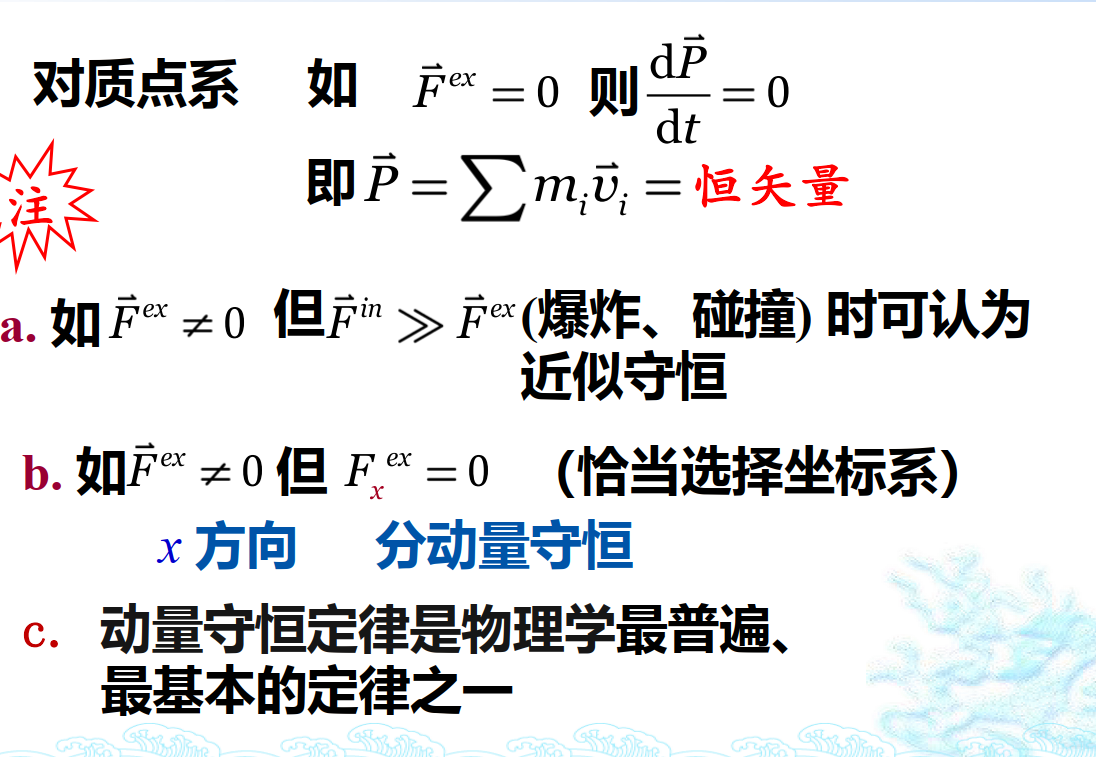 对质点系 如 $\vec{F}^{ex} = 0$ 则 $\frac{\mathrm{d}\vec{P}}{\mathrm{d}t} = 0$
即 $\vec{P} = \sum m_i \vec{v}_i =$ 恒矢量
注
a. 如 $\vec{F}^{ex} \neq 0$ 但 $\vec{F}^{in} \gg \vec{F}^{ex}$ (爆炸、碰撞) 时可认为
近似守恒
b. 如 $\vec{F}^{ex} \neq 0$ 但 $F_x^{ex} = 0$ （恰当选择坐标系）
x 方向 分动量守恒
c. 动量守恒定律是物理学最普遍、
最基本的定律之一